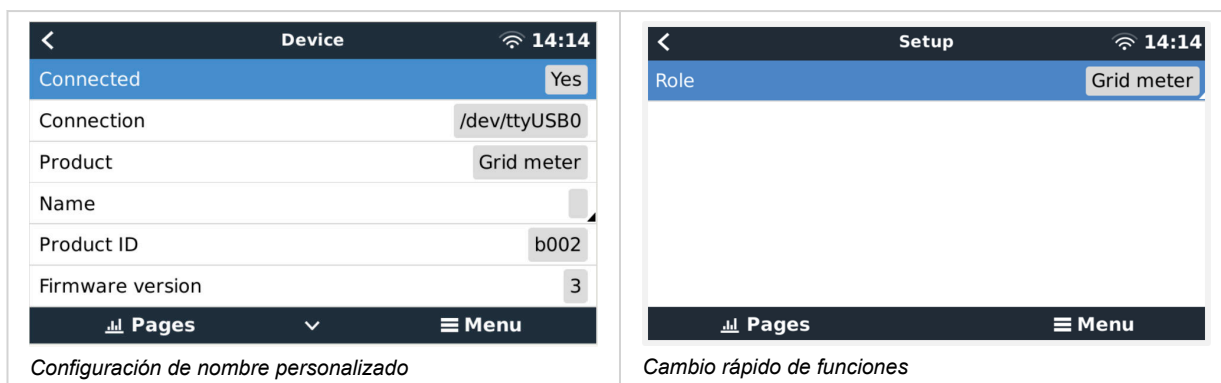 Device 14:14
Connected Yes
Connection /dev/ttyUSB0
Product Grid meter
Name
Product ID b002
Firmware version 3
Pages Menu
Configuración de nombre personalizado
Setup 14:14
Role Grid meter
Pages Menu
Cambio rápido de funciones